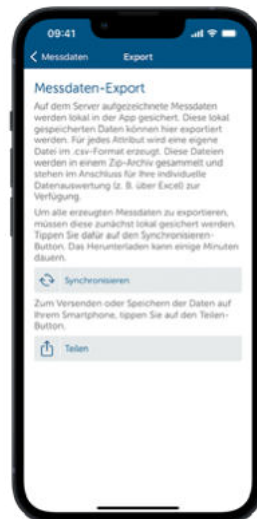 09:41
Messdaten Export
Messdaten-Export
Auf dem Server aufgezeichnete Messdaten
werden lokal in der App gesichert. Diese lokal
gespeicherten Daten können hier exportiert
werden. Für jedes Attribut wird eine eigene
Datei im .csv-Format erzeugt. Diese Dateien
werden in einem Zip-Archiv gesammelt und
stehen im Anschluss für Ihre individuelle
Datenauswertung (z. B. über Excel) zur
Verfügung.
Um alle erzeugten Messdaten zu exportieren,
müssen diese zunächst lokal gesichert werden.
Tippen Sie dafür auf den Synchronisieren-
Button. Das Herunterladen kann einige Minuten
dauern.
Synchronisieren
Zum Versenden oder Speichern der Daten auf
Ihrem Smartphone, tippen Sie auf den Teilen-
Button.
Teilen